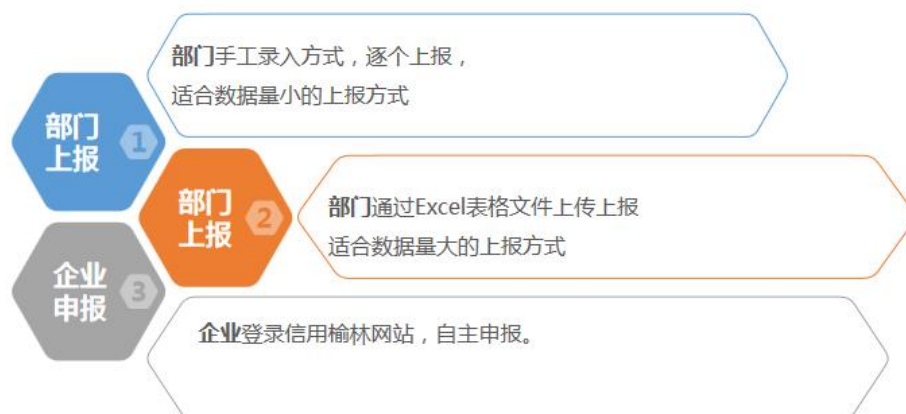 部门手工录入方式，逐个上报，
适合数据量小的上报方式
部门
上报
1
部门
上报
2
部门通过Excel表格文件上传上报
适合数据量大的上报方式
企业
申报
3
企业登录信用榆林网站，自主申报。